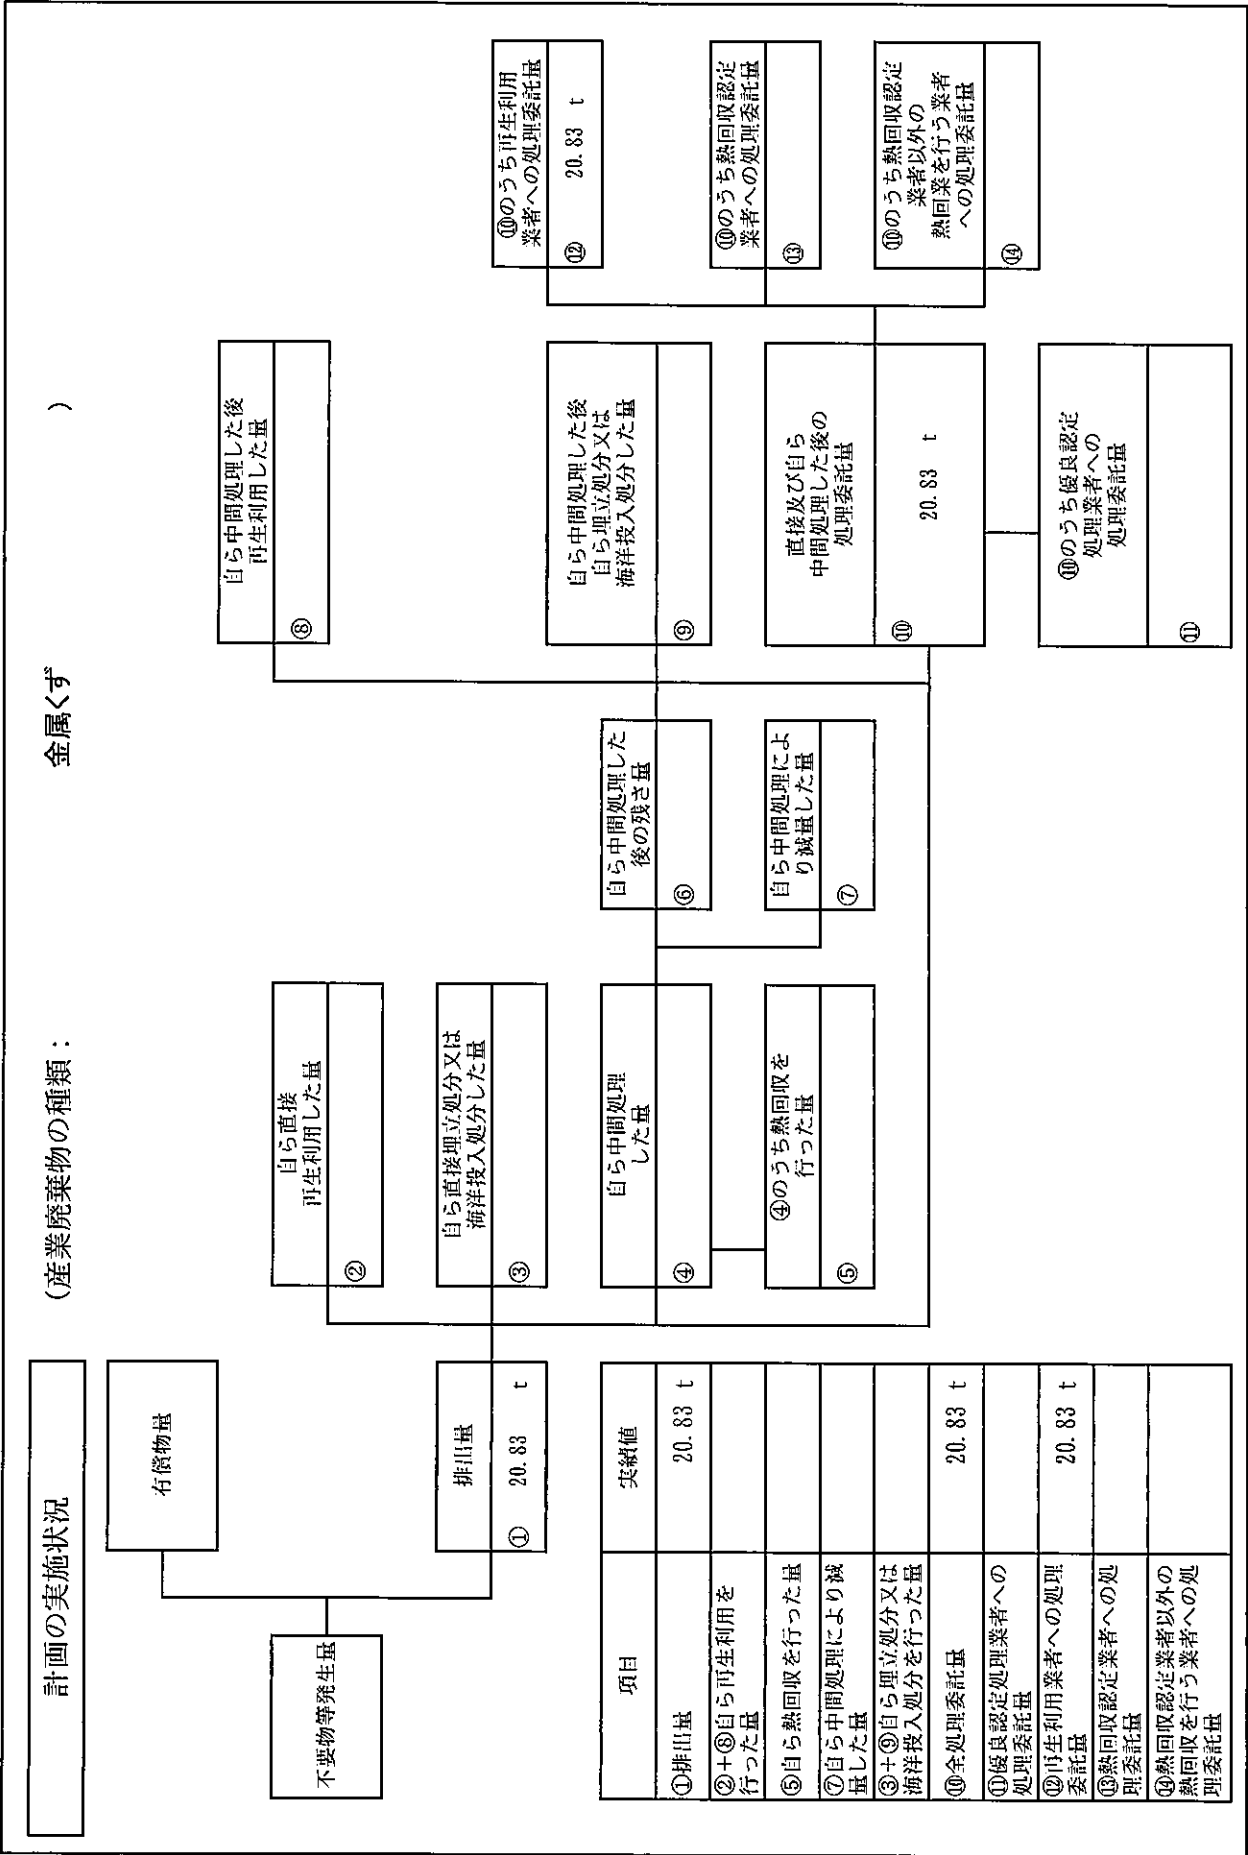 計画の実施状況
(産業廃棄物の種類: 金属くず )
不要物等発生量
有償物量
排出量
① 20.83 t
自ら直接
再生利用した量
②
自ら直接埋立処分又は
海洋投入処分した量
③
自ら中間処理
した量
④
④のうち熱回収を
行った量
⑤
自ら中間処理した
後の残さ量
⑥
自ら中間処理によ
り減量した量
⑦
自ら中間処理した後
再生利用した量
⑧
自ら中間処理した後
自ら埋立処分又は
海洋投入処分した量
⑨
直接及び自ら
中間処理した後の
処理委託量
⑩ 20.83 t
⑩のうち優良認定
処理業者への
処理委託量
⑪
⑩のうち再生利用
業者への処理委託量
⑫ 20.83 t
⑩のうち熱回収認定
業者への処理委託量
⑬
⑩のうち熱回収認定
業者以外の
熱回業を行う業者
への処理委託量
⑭
項目 実績値
①排出量 20.83 t
②+⑧自ら再生利用を
行った量
⑤自ら熱回収を行った量
⑦自ら中間処理により減
量した量
③+⑨自ら埋立処分又は
海洋投入処分を行った量
⑩全処理委託量 20.83 t
⑪優良認定処理業者への
処理委託量
⑫再生利用業者への処理
委託量 20.83 t
⑬熱回収認定業者への処
理委託量
⑭熱回収認定業者以外の
熱回収を行う業者への処
理委託量